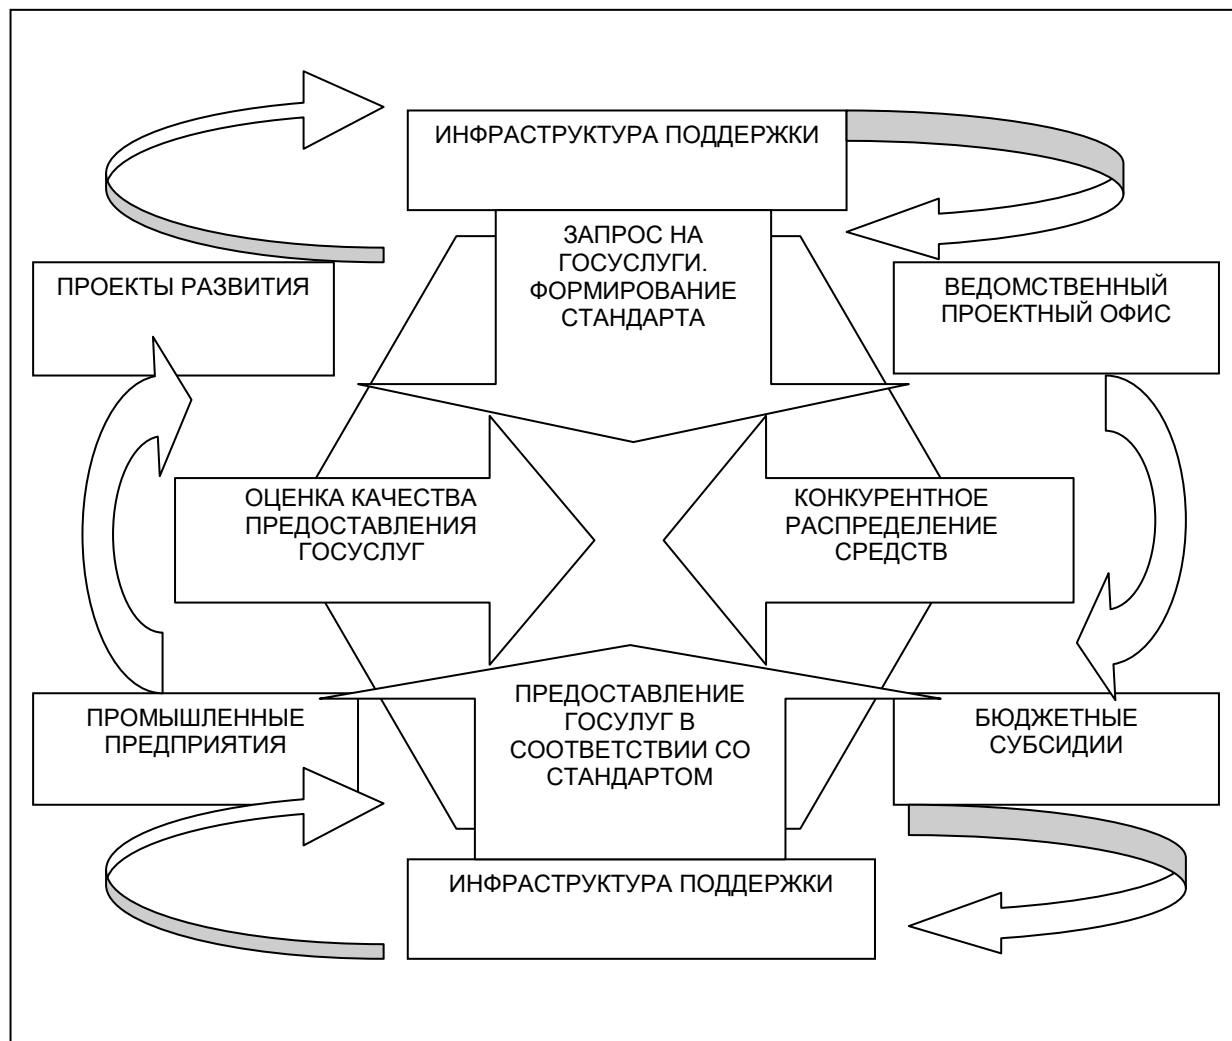 ИНФРАСТРУКТУРА ПОДДЕРЖКИ
ЗАПРОС НА
ГОСУСЛУГИ.
ФОРМИРОВАНИЕ
СТАНДАРТА
ПРОЕКТЫ РАЗВИТИЯ
ВЕДОМСТВЕННЫЙ
ПРОЕКТНЫЙ ОФИС
ОЦЕНКА КАЧЕСТВА
ПРЕДОСТАВЛЕНИЯ
ГОСУСЛУГ
КОНКУРЕНТНОЕ
РАСПРЕДЕЛЕНИЕ
СРЕДСТВ
ПРОМЫШЛЕННЫЕ
ПРЕДПРИЯТИЯ
ПРЕДОСТАВЛЕНИЕ
ГОСУЛУГ В
СООТВЕТСТВИИ СО
СТАНДАРТОМ
БЮДЖЕТНЫЕ
СУБСИДИИ
ИНФРАСТРУКТУРА ПОДДЕРЖКИ